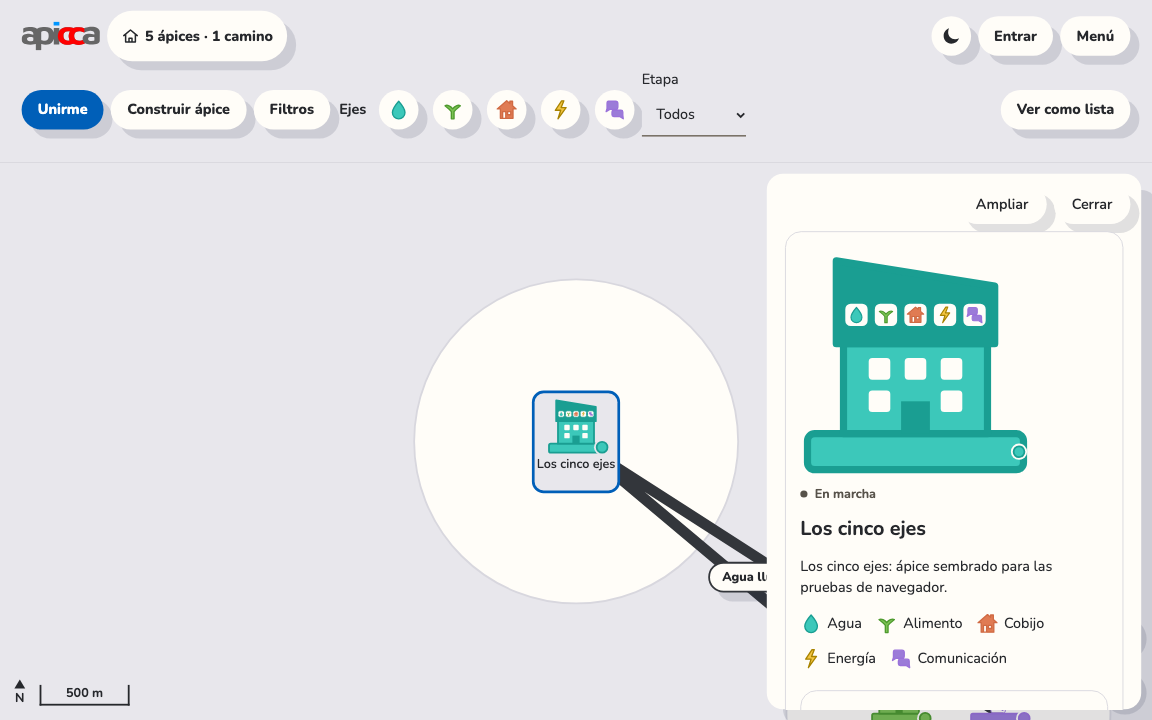 apicca
5 ápices · 1 camino
Entrar
Menú
Unirme
Construir ápice
Filtros
Ejes
Etapa
Todos
Ver como lista
Ampliar
Cerrar
Los cinco ejes
Agua
En marcha
Los cinco ejes
Los cinco ejes: ápice sembrado para las
pruebas de navegador.
Agua
Alimento
Cobijo
Energía
Comunicación
N
500 m